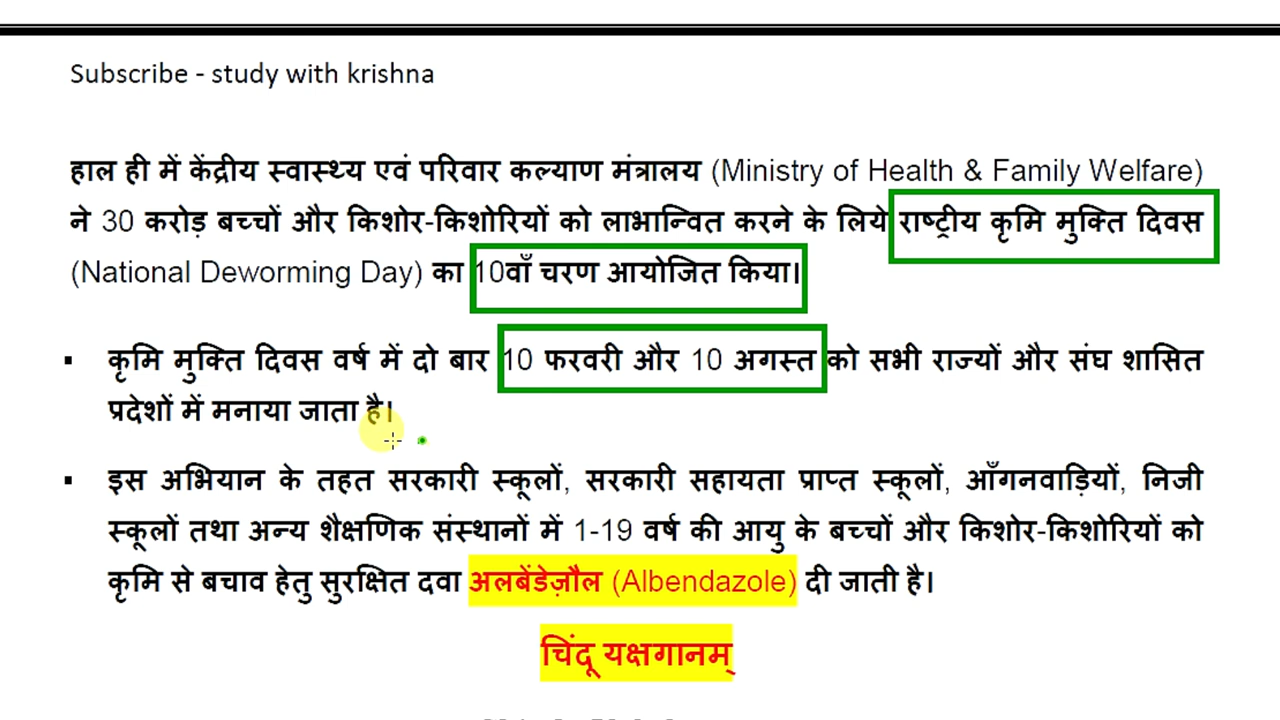 Subscribe - study with krishna
हाल ही में केंद्रीय स्वास्थ्य एवं परिवार कल्याण मंत्रालय (Ministry of Health & Family Welfare)
ने 30 करोड़ बच्चों और किशोर-किशोरियों को लाभान्वित करने के लिये राष्ट्रीय कृमि मुक्ति दिवस
(National Deworming Day) का 10वाँ चरण आयोजित किया।
▪ कृमि मुक्ति दिवस वर्ष में दो बार 10 फरवरी और 10 अगस्त को सभी राज्यों और संघ शासित
प्रदेशों में मनाया जाता है।
▪ इस अभियान के तहत सरकारी स्कूलों, सरकारी सहायता प्राप्त स्कूलों, आँगनवाड़ियों, निजी
स्कूलों तथा अन्य शैक्षणिक संस्थानों में 1-19 वर्ष की आयु के बच्चों और किशोर-किशोरियों को
कृमि से बचाव हेतु सुरक्षित दवा अलबेंडेज़ौल (Albendazole) दी जाती है।
चिंदू यक्षगानम्